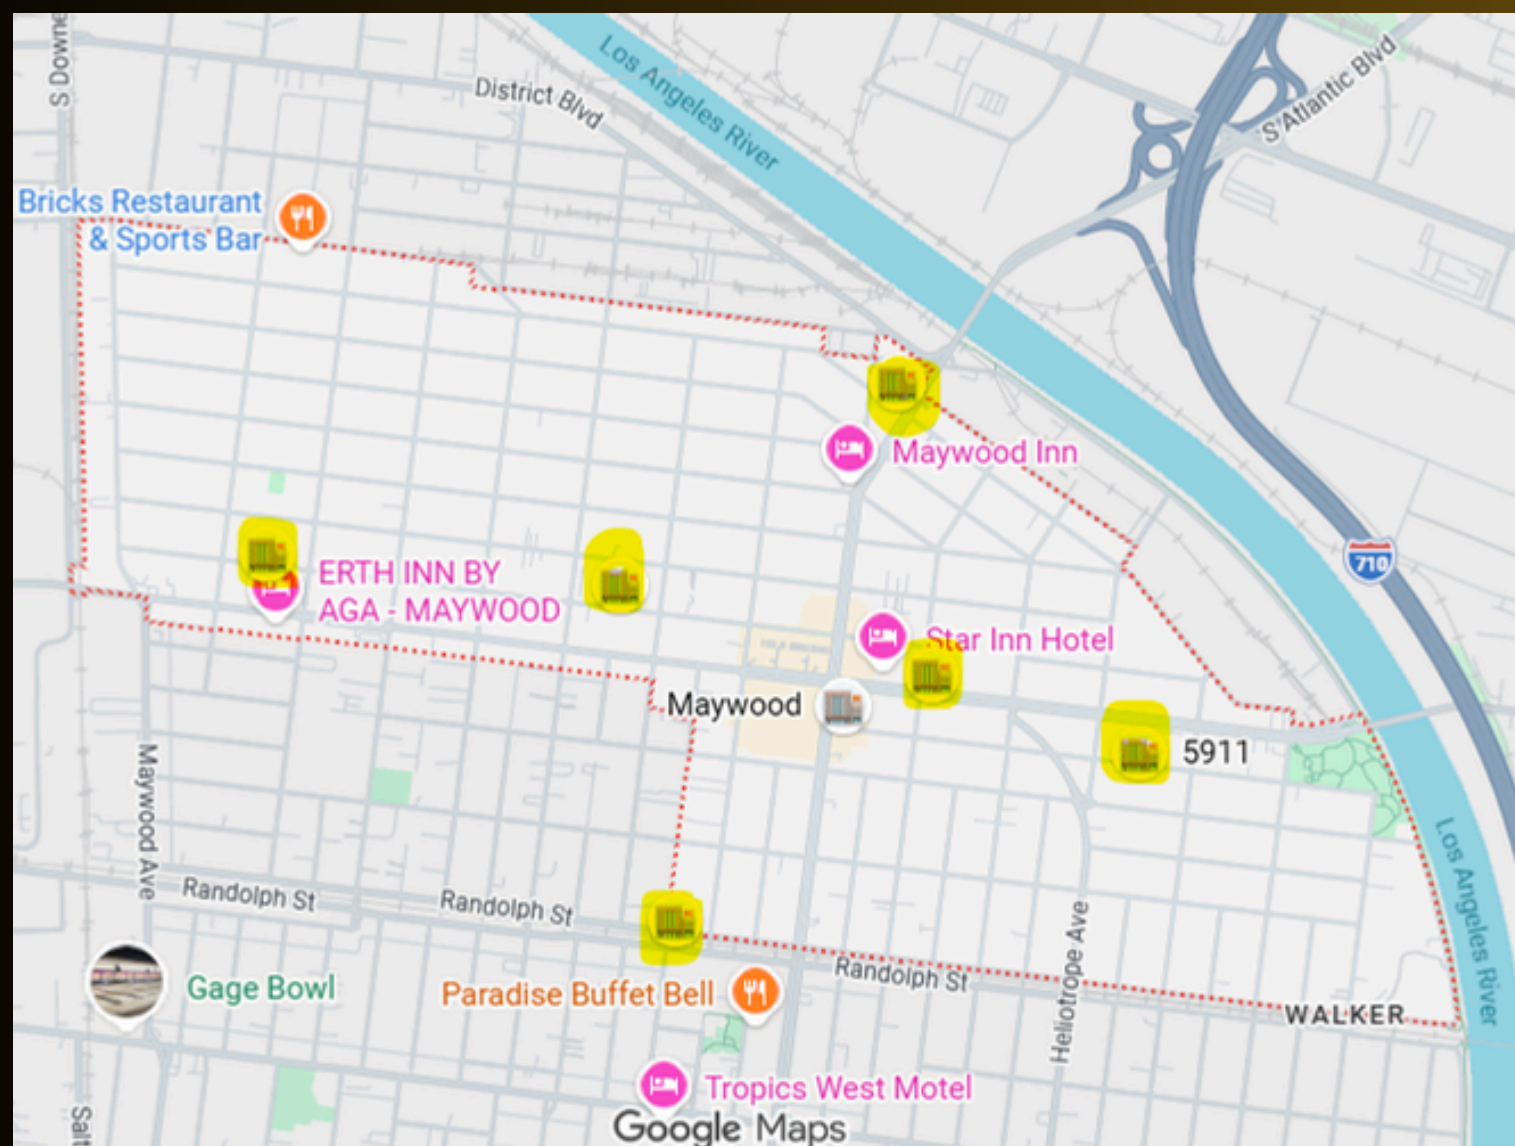 S Downe
District Blvd
Los Angeles River
S Atlantic Blvd
Bricks Restaurant
& Sports Bar
Maywood Inn
710
ERTH INN BY
AGA - MAYWOOD
Star Inn Hotel
Maywood
5911
Maywood Ave
Randolph St
Randolph St
Los Angeles River
Gage Bowl
Paradise Buffet Bell
Randolph St
Heliotrope Ave
WALKER
Tropics West Motel
Salt
Google Maps